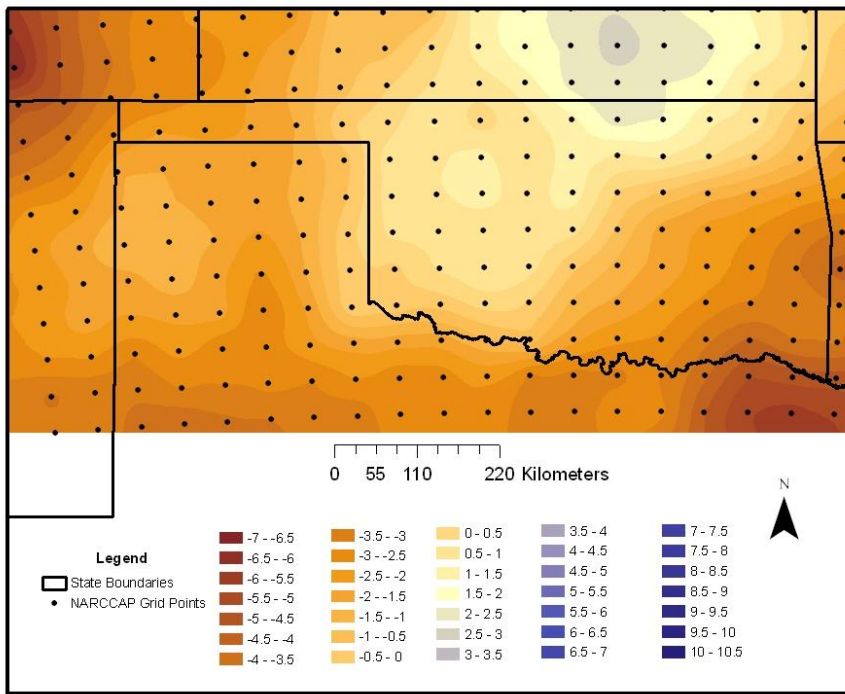 0 55 110 220 Kilometers
N
Legend
State Boundaries
NARCCAP Grid Points
-7 - -6.5
-6.5 - -6
-6 - -5.5
-5.5 - -5
-5 - -4.5
-4.5 - -4
-4 - -3.5
-3.5 - -3
-3 - -2.5
-2.5 - -2
-2 - -1.5
-1.5 - -1
-1 - -0.5
-0.5 - 0
0 - 0.5
0.5 - 1
1 - 1.5
1.5 - 2
2 - 2.5
2.5 - 3
3 - 3.5
3.5 - 4
4 - 4.5
4.5 - 5
5 - 5.5
5.5 - 6
6 - 6.5
6.5 - 7
7 - 7.5
7.5 - 8
8 - 8.5
8.5 - 9
9 - 9.5
9.5 - 10
10 - 10.5